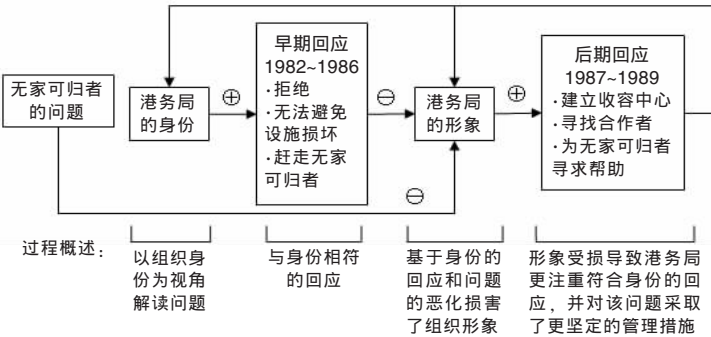 无家可归者
的问题
港务局
的身份
⊕
早期回应
1982~1986
·拒绝
·无法避免
设施损坏
·赶走无家
可归者
⊖
港务局
的形象
⊕
后期回应
1987~1989
·建立收容中心
·寻找合作者
·为无家可归者
寻求帮助
⊖
过程概述：
以组织身
份为视角
解读问题
与身份相符
的回应
基于身份的
回应和问题
的恶化损害
了组织形象
形象受损导致港务局
更注重符合身份的回
应，并对该问题采取
了更坚定的管理措施